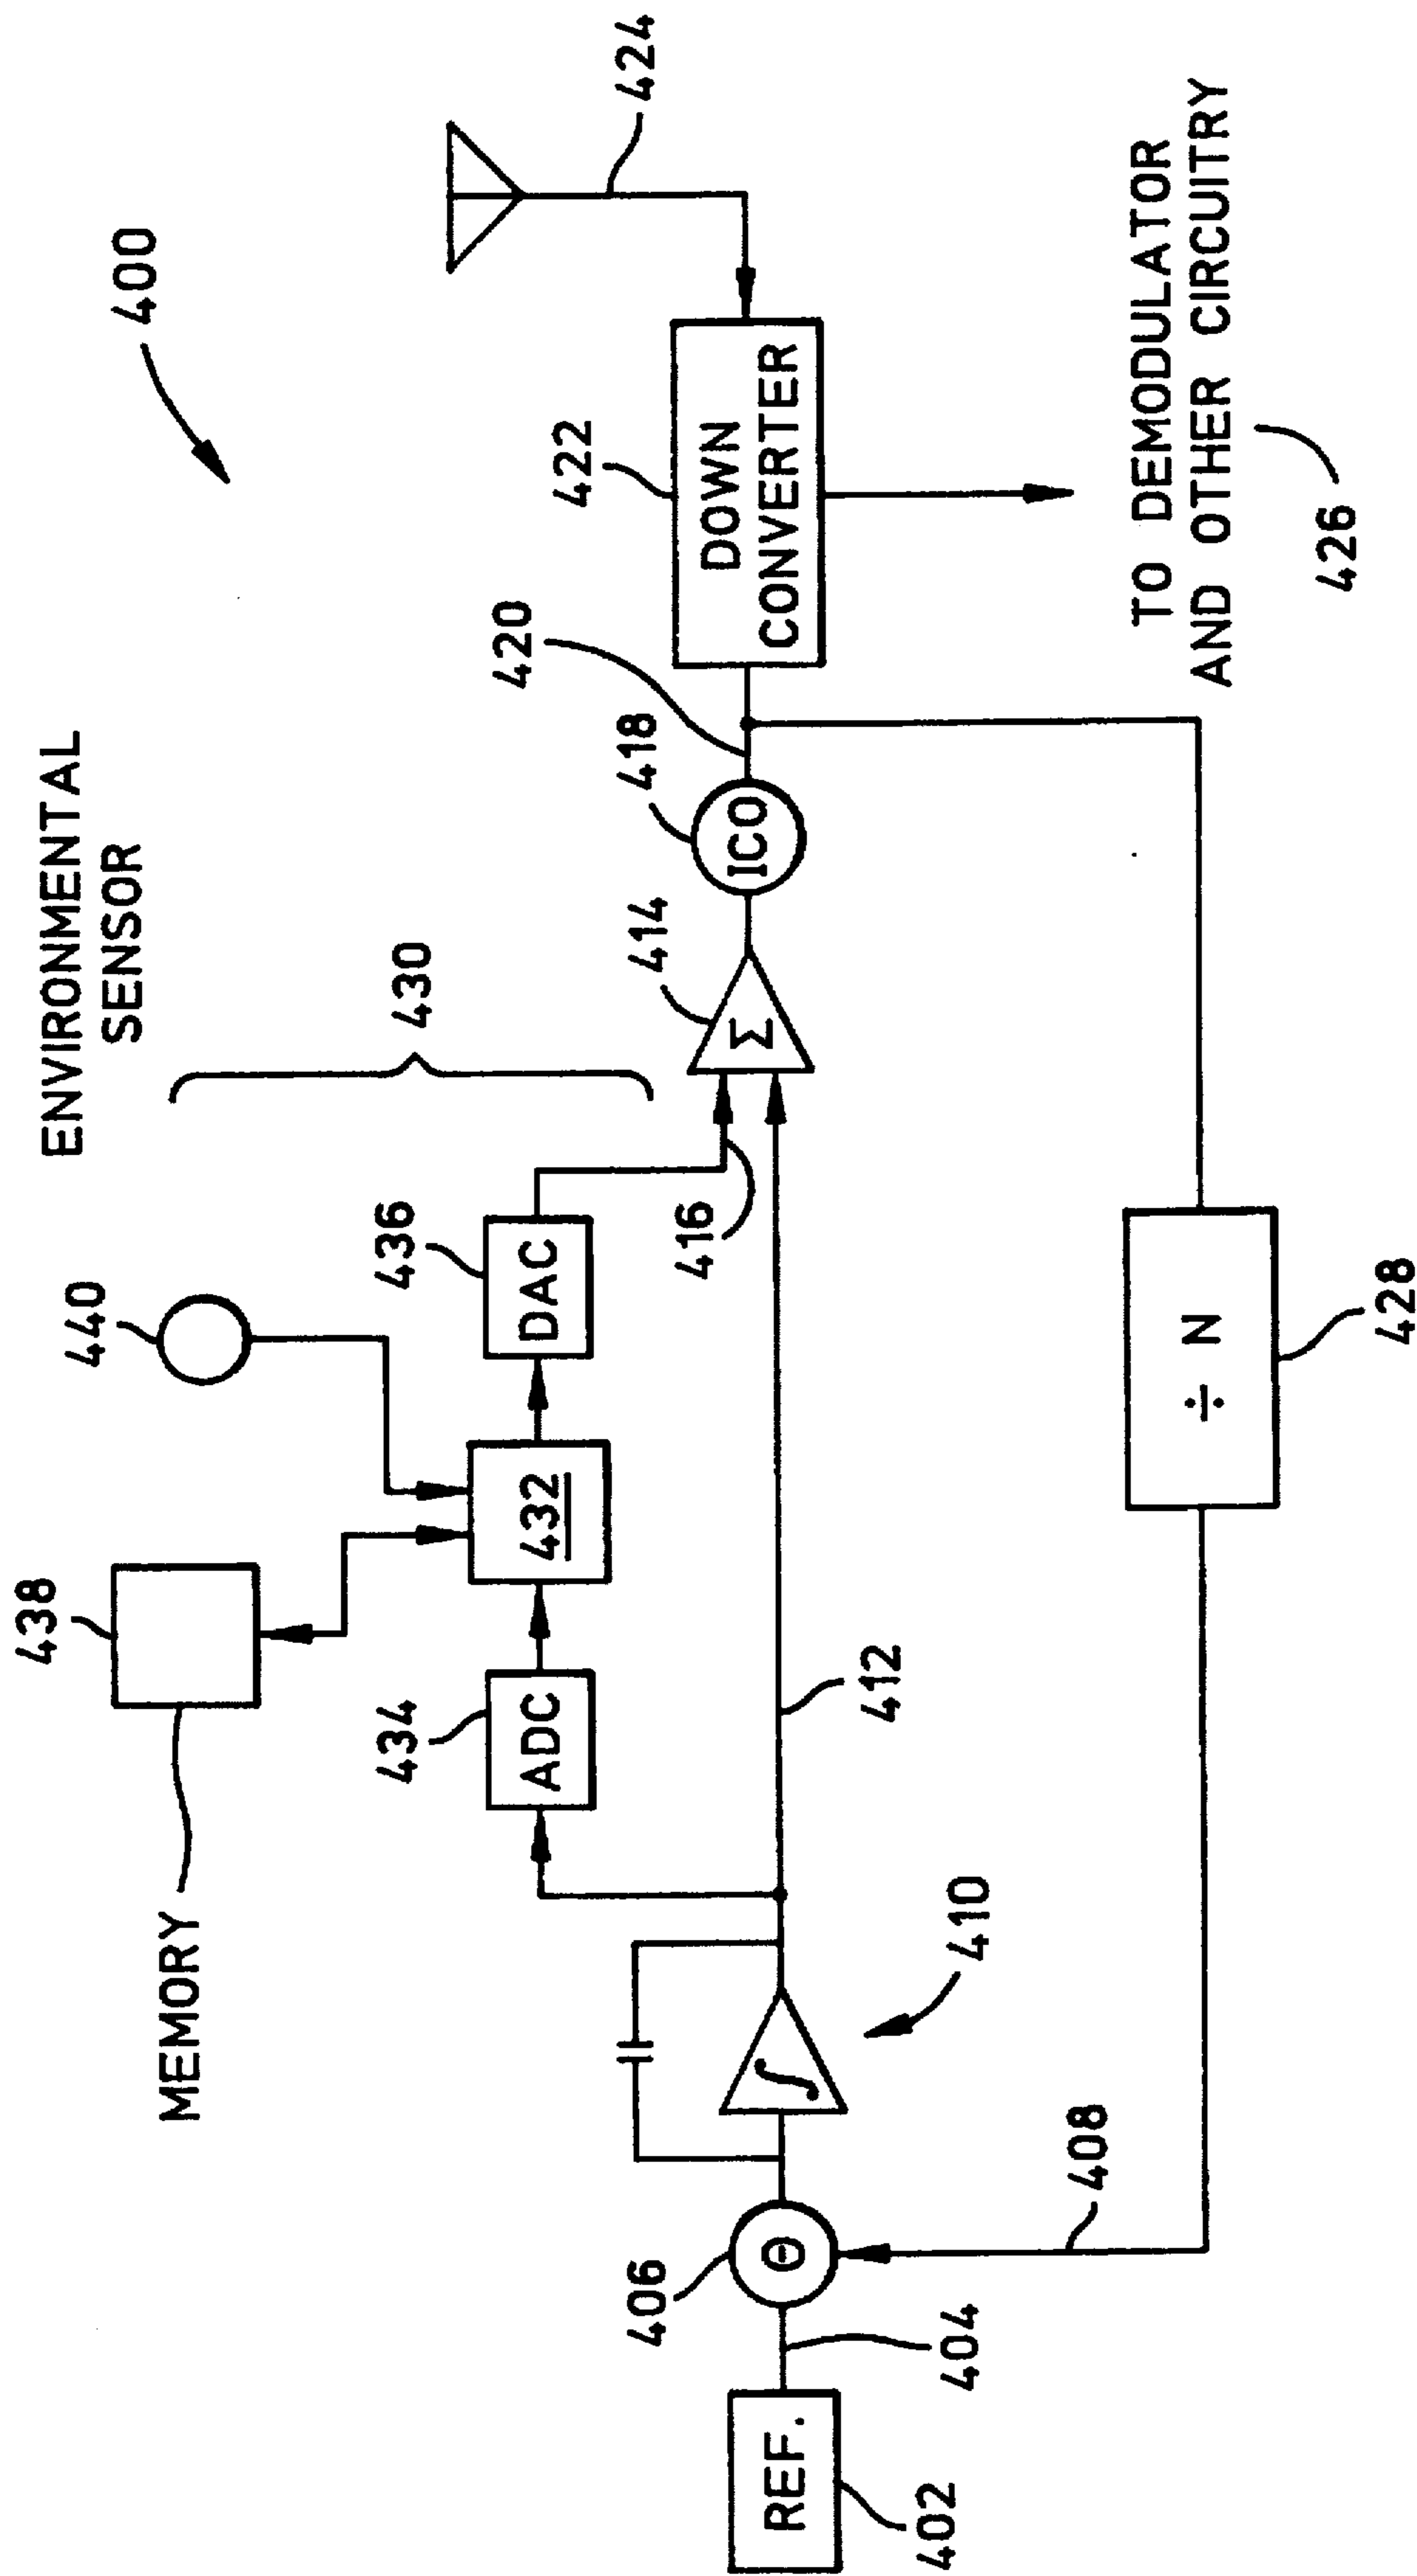 400
ENVIRONMENTAL
SENSOR
438
440
MEMORY
430
434
ADC
432
436
DAC
424
416
414
Σ
418
ICO
420
422
DOWN
CONVERTER
REF.
402
404
406
Θ
∫
410
412
408
÷ N
428
TO DEMODULATOR
AND OTHER CIRCUITRY
426